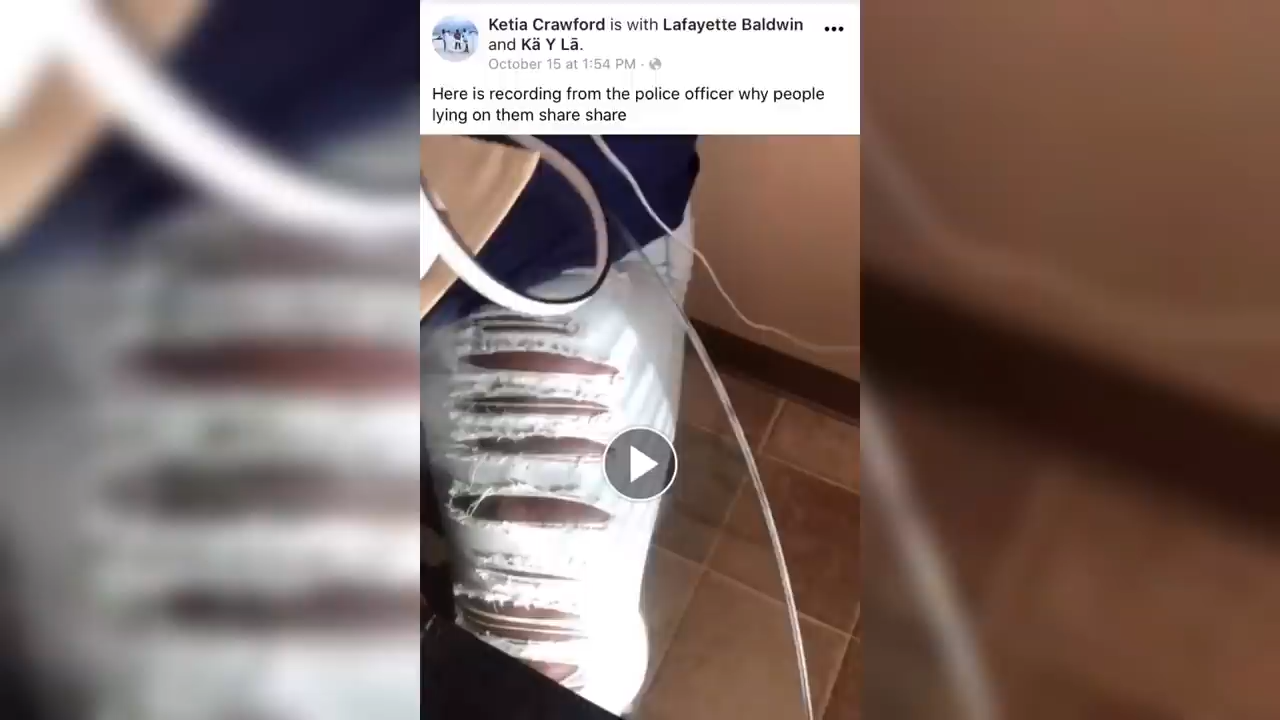 Ketia Crawford is with Lafayette Baldwin
and Kä Y Lā.
October 15 at 1:54 PM ·
Here is recording from the police officer why people
lying on them share share